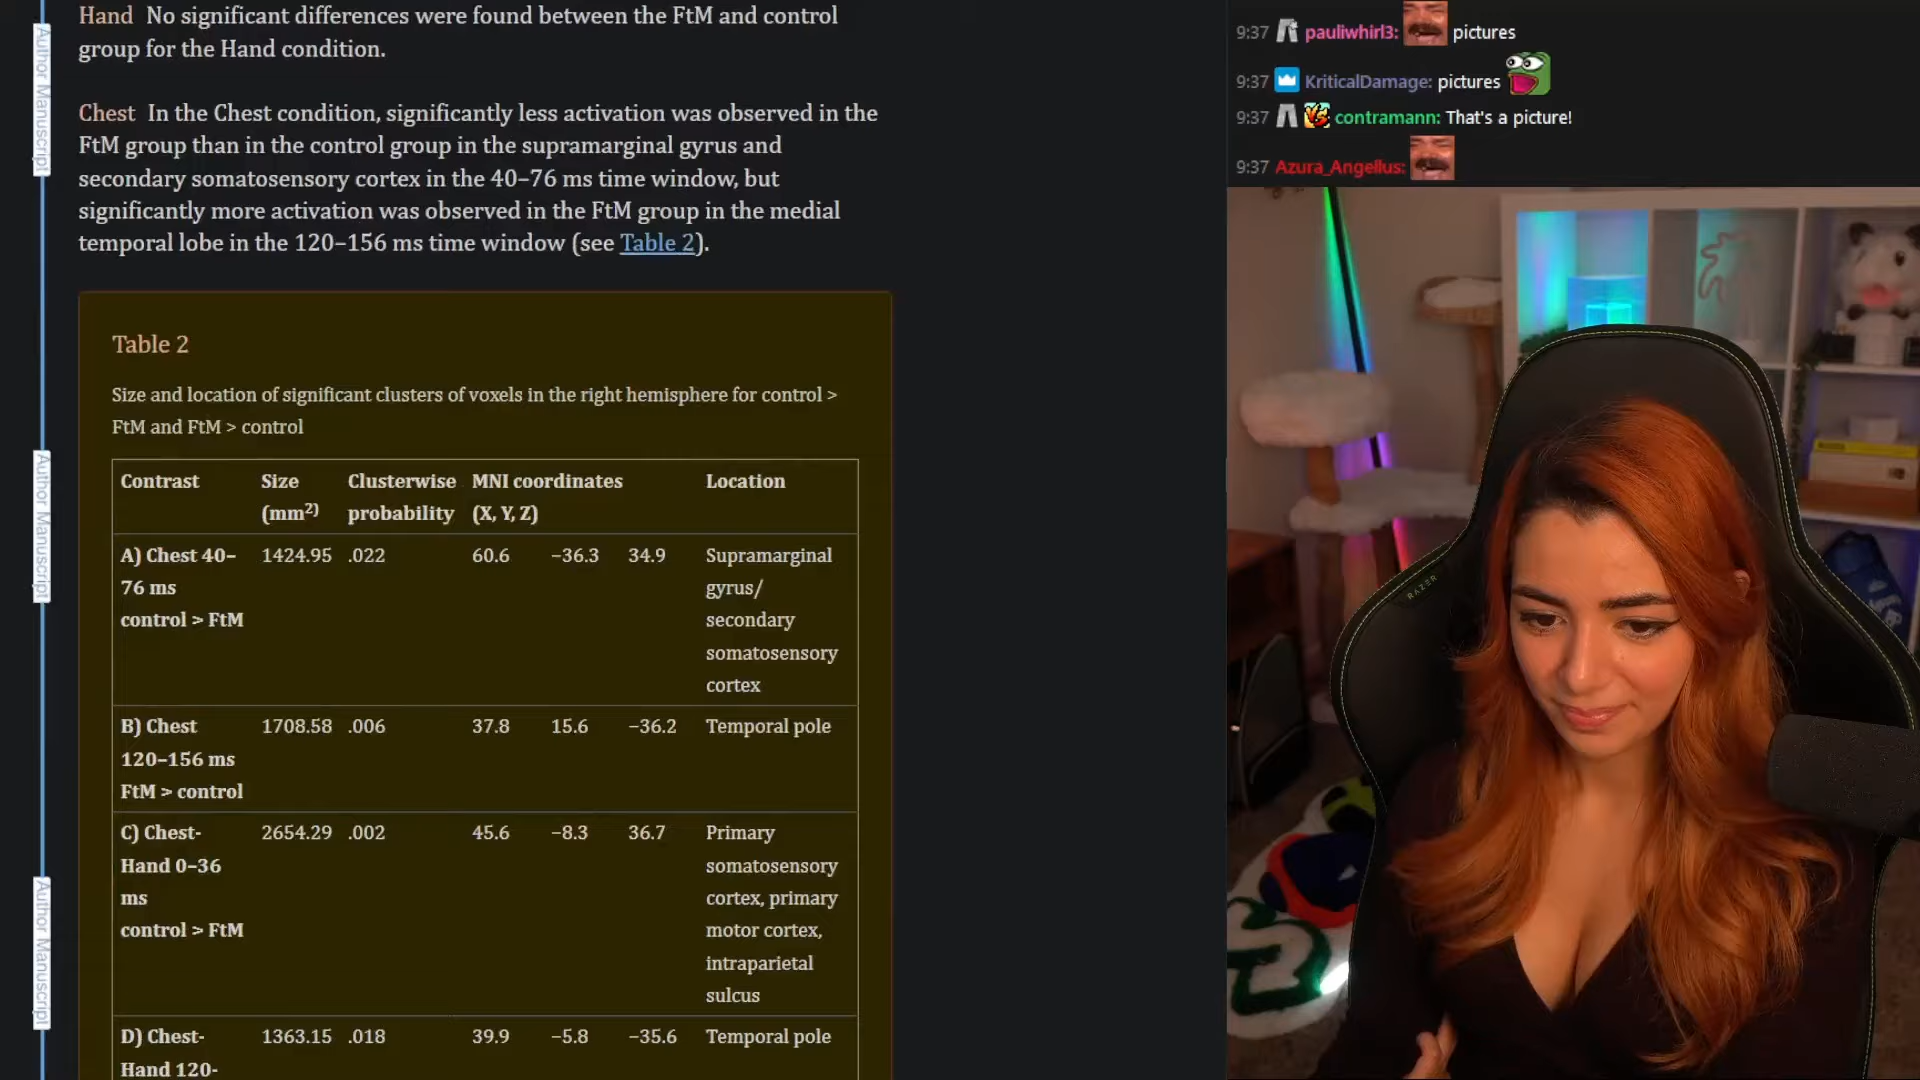 Hand No significant differences were found between the FtM and control
group for the Hand condition.
Chest In the Chest condition, significantly less activation was observed in the
FtM group than in the control group in the supramarginal gyrus and
secondary somatosensory cortex in the 40–76 ms time window, but
significantly more activation was observed in the FtM group in the medial
temporal lobe in the 120–156 ms time window (see Table 2).
Table 2
Size and location of significant clusters of voxels in the right hemisphere for control >
FtM and FtM > control
Contrast Size Clusterwise MNI coordinates Location
(mm2) probability (X, Y, Z)
A) Chest 40– 1424.95 .022 60.6 −36.3 34.9 Supramarginal
76 ms gyrus/
control > FtM secondary
somatosensory
cortex
B) Chest 1708.58 .006 37.8 15.6 −36.2 Temporal pole
120–156 ms
FtM > control
C) Chest- 2654.29 .002 45.6 −8.3 36.7 Primary
Hand 0–36 somatosensory
ms cortex, primary
control > FtM motor cortex,
intraparietal
sulcus
D) Chest- 1363.15 .018 39.9 −5.8 −35.6 Temporal pole
Hand 120-
Author Manuscript
Author Manuscript
Author Manuscript
9:37 pauliwhirl3: pictures
9:37 KriticalDamage: pictures
9:37 VS contramann: That's a picture!
9:37 Azura_Angellus:
RAZER